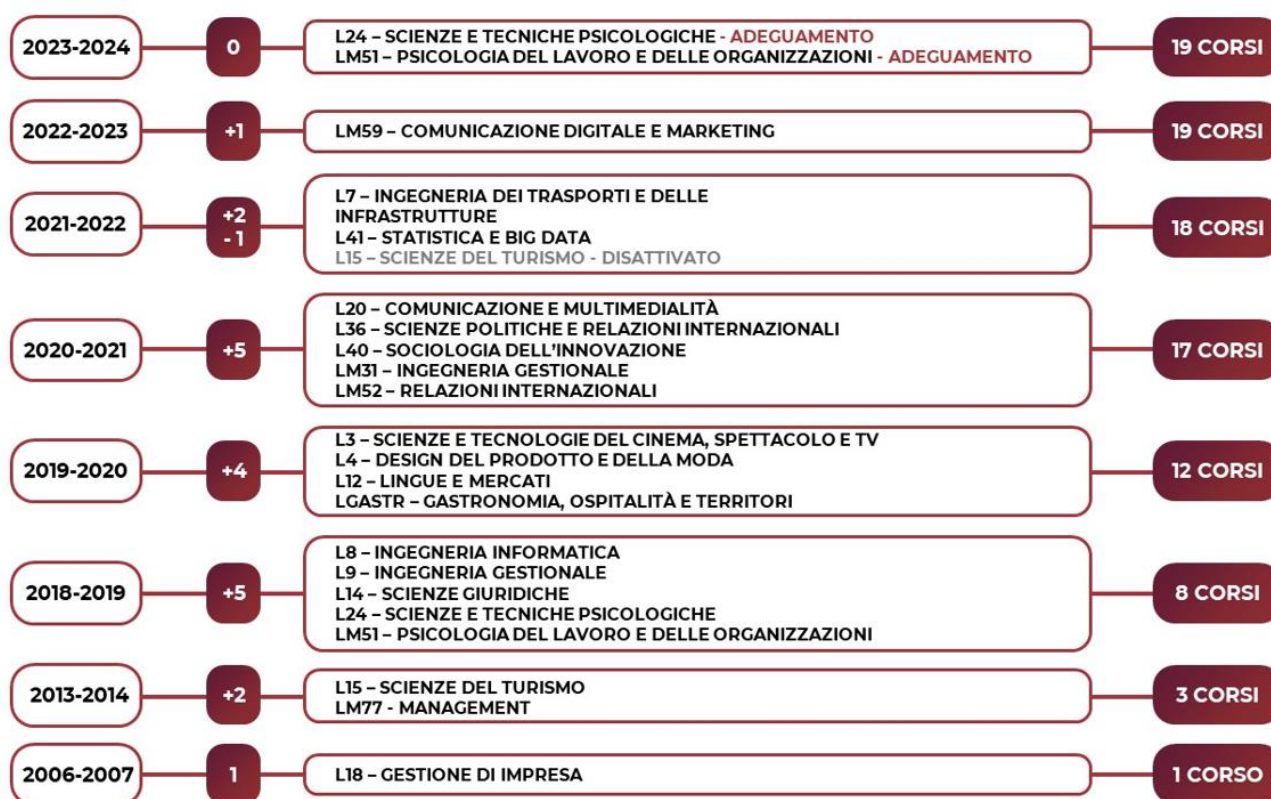 2023-2024
0
L24 – SCIENZE E TECNICHE PSICOLOGICHE - ADEGUAMENTO
LM51 – PSICOLOGIA DEL LAVORO E DELLE ORGANIZZAZIONI - ADEGUAMENTO
19 CORSI
2022-2023
+1
LM59 – COMUNICAZIONE DIGITALE E MARKETING
19 CORSI
2021-2022
+2
- 1
L7 – INGEGNERIA DEI TRASPORTI E DELLE
INFRASTRUTTURE
L41 – STATISTICA E BIG DATA
L15 – SCIENZE DEL TURISMO - DISATTIVATO
18 CORSI
2020-2021
+5
L20 – COMUNICAZIONE E MULTIMEDIALITÀ
L36 – SCIENZE POLITICHE E RELAZIONI INTERNAZIONALI
L40 – SOCIOLOGIA DELL'INNOVAZIONE
LM31 – INGEGNERIA GESTIONALE
LM52 – RELAZIONI INTERNAZIONALI
17 CORSI
2019-2020
+4
L3 – SCIENZE E TECNOLOGIE DEL CINEMA, SPETTACOLO E TV
L4 – DESIGN DEL PRODOTTO E DELLA MODA
L12 – LINGUE E MERCATI
LGASTR – GASTRONOMIA, OSPITALITÀ E TERRITORI
12 CORSI
2018-2019
+5
L8 – INGEGNERIA INFORMATICA
L9 – INGEGNERIA GESTIONALE
L14 – SCIENZE GIURIDICHE
L24 – SCIENZE E TECNICHE PSICOLOGICHE
LM51 – PSICOLOGIA DEL LAVORO E DELLE ORGANIZZAZIONI
8 CORSI
2013-2014
+2
L15 – SCIENZE DEL TURISMO
LM77 - MANAGEMENT
3 CORSI
2006-2007
1
L18 – GESTIONE DI IMPRESA
1 CORSO